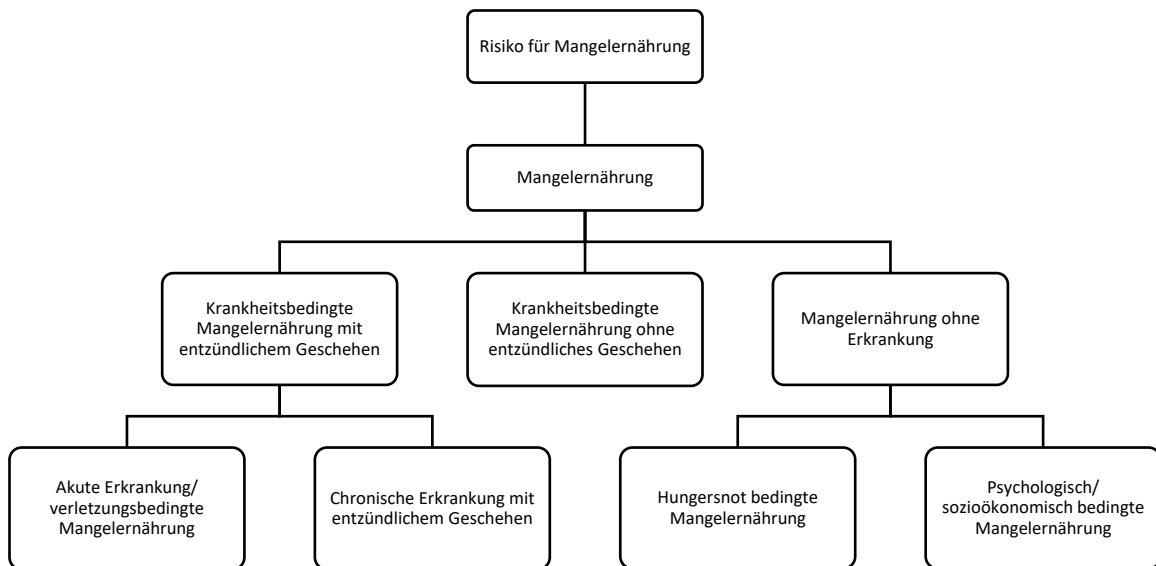 Risiko für Mangelernährung
Mangelernährung
Krankheitsbedingte
Mangelernährung mit
entzündlichem Geschehen
Krankheitsbedingte
Mangelernährung ohne
entzündliches Geschehen
Mangelernährung ohne
Erkrankung
Akute Erkrankung/
verletzungsbedingte
Mangelernährung
Chronische Erkrankung mit
entzündlichem Geschehen
Hungersnot bedingte
Mangelernährung
Psychologisch/
sozioökonomisch bedingte
Mangelernährung